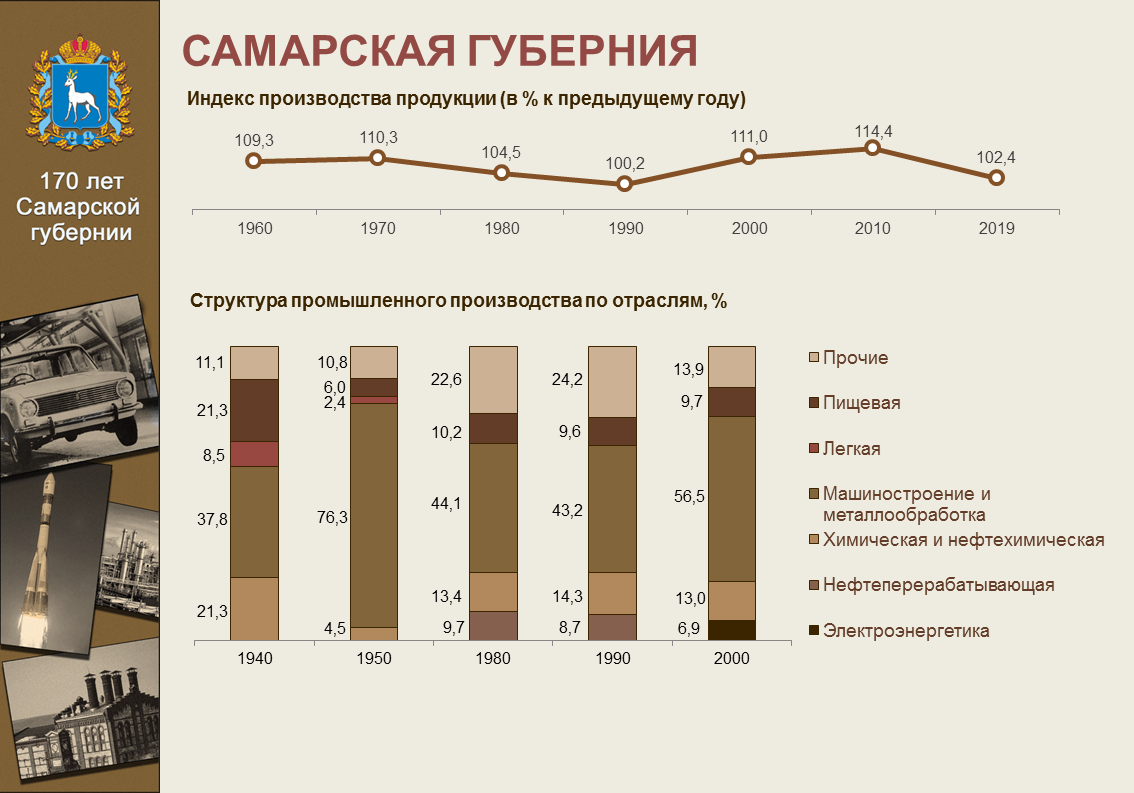 170 лет
Самарской
губернии
САМАРСКАЯ ГУБЕРНИЯ
Индекс производства продукции (в % к предыдущему году)
109,3 110,3 104,5 100,2 111,0 114,4 102,4
1960 1970 1980 1990 2000 2010 2019
Структура промышленного производства по отраслям, %
11,1
21,3
8,5
37,8
21,3
10,8
6,0
2,4
76,3
4,5
22,6
10,2
44,1
13,4
9,7
24,2
9,6
43,2
14,3
8,7
13,9
9,7
56,5
13,0
6,9
1940 1950 1980 1990 2000
Прочие
Пищевая
Легкая
Машиностроение и
металлообработка
Химическая и нефтехимическая
Нефтеперерабатывающая
Электроэнергетика